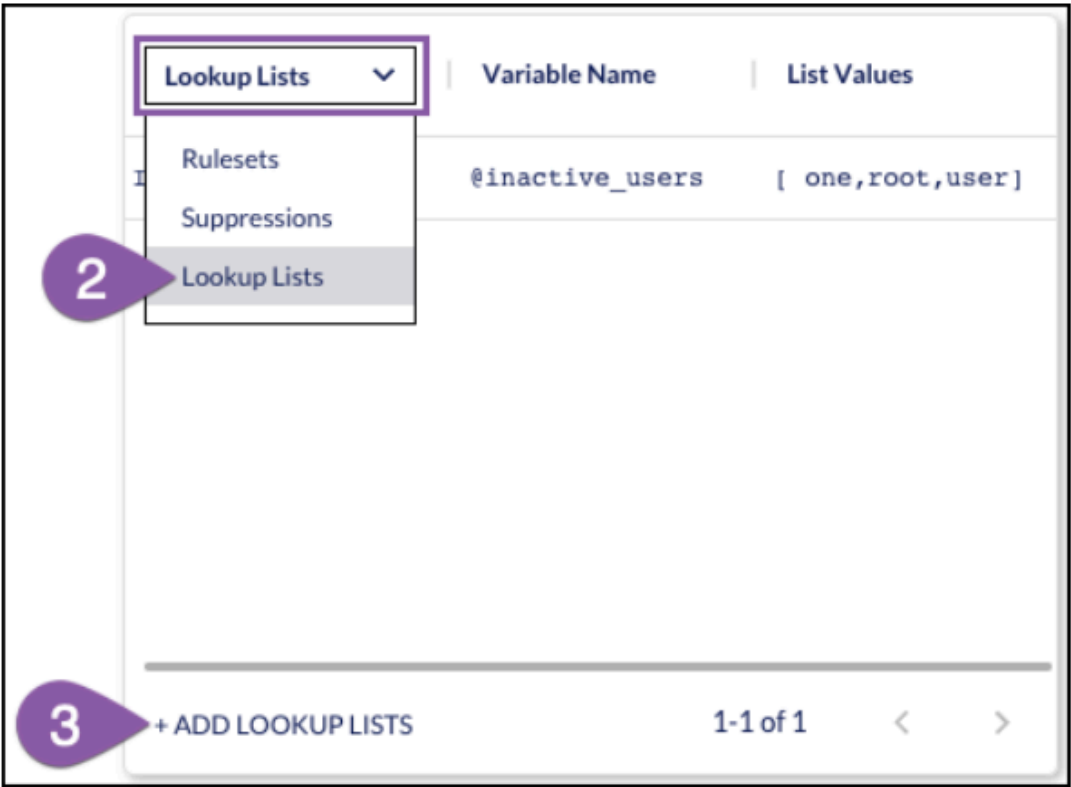 Lookup Lists Variable Name List Values
Rulesets
@inactive_users [ one,root,user]
Suppressions
2 Lookup Lists
3 + ADD LOOKUP LISTS 1-1 of 1 < >